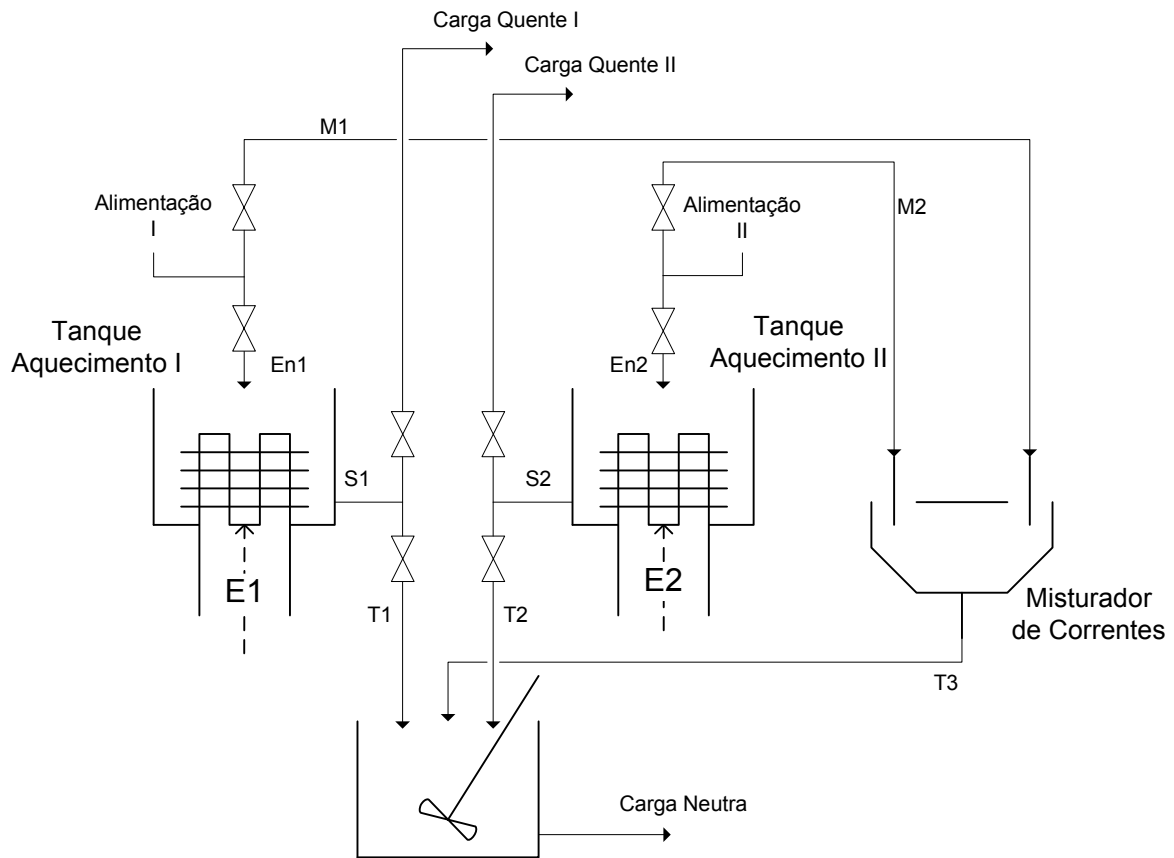 Carga Quente I
Carga Quente II
M1
Alimentação
I
Alimentação
II
M2
Tanque
Aquecimento I
En1
En2
Tanque
Aquecimento II
S1
S2
E1
E2
T1
T2
Misturador
de Correntes
T3
Carga Neutra